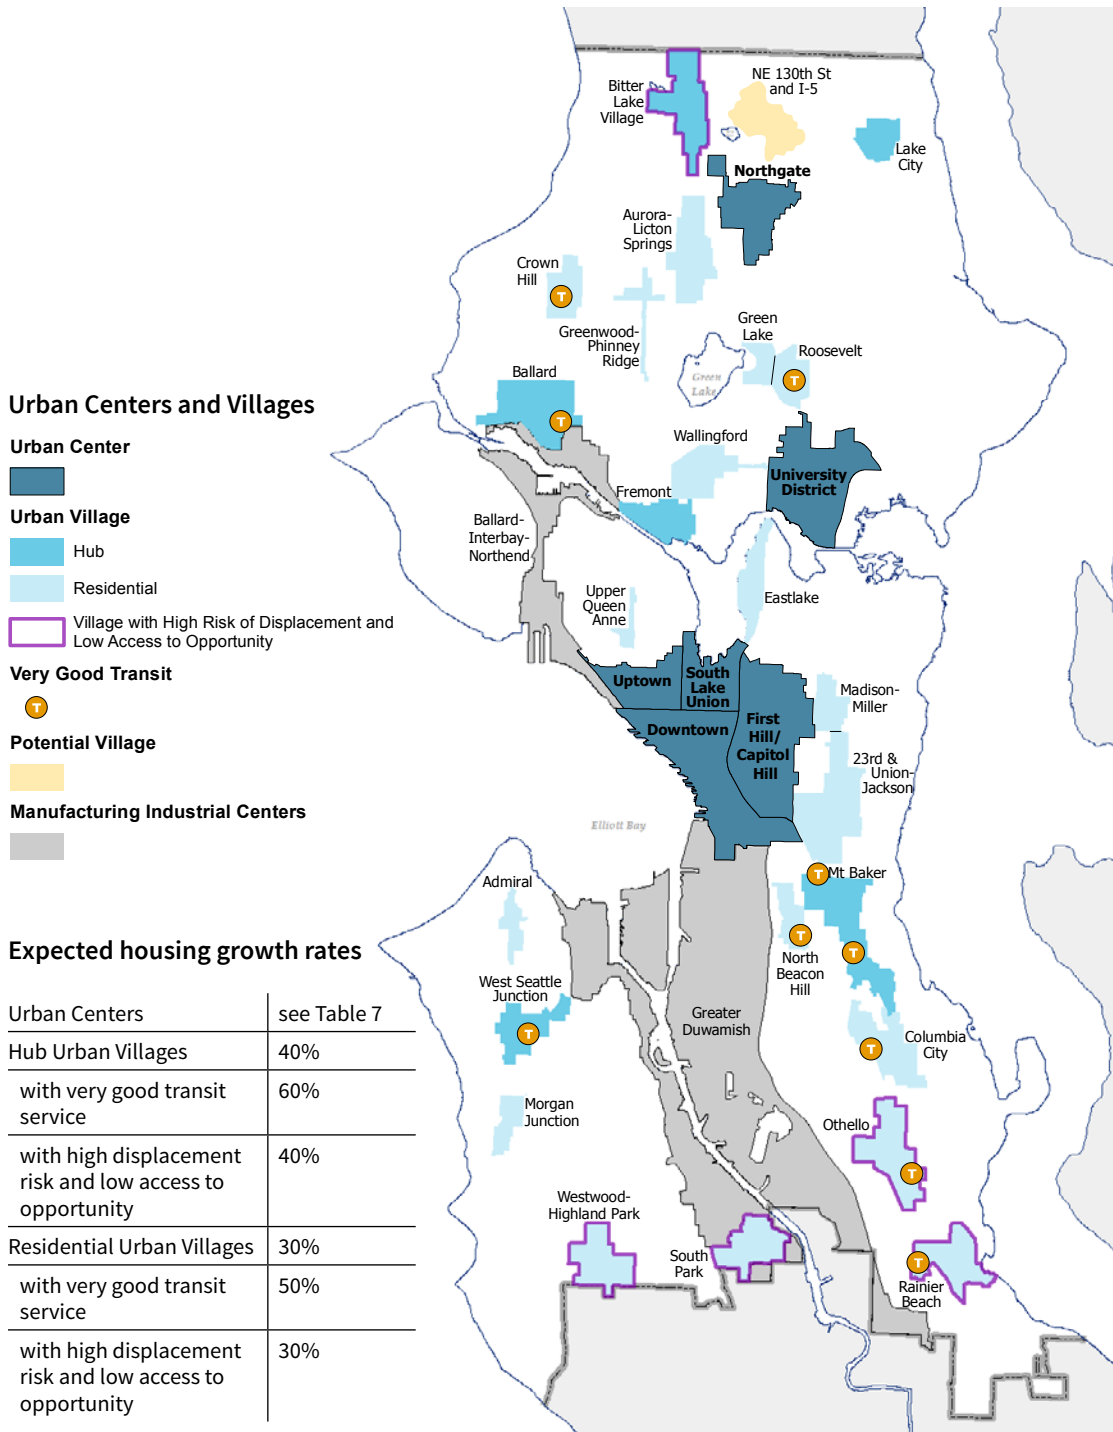 Urban Centers and Villages
Urban Center
Urban Village
Hub
Residential
Village with High Risk of Displacement and
Low Access to Opportunity
Very Good Transit
T
Potential Village
Manufacturing Industrial Centers
Expected housing growth rates
Urban Centers see Table 7
Hub Urban Villages 40%
with very good transit 60%
service
with high displacement 40%
risk and low access to
opportunity
Residential Urban Villages 30%
with very good transit 50%
service
with high displacement 30%
risk and low access to
opportunity
Bitter
Lake
Village
NE 130th St
and I-5
Lake
City
Northgate
Aurora-
Licton
Springs
Crown
Hill
T
Greenwood-
Phinney
Ridge
Green
Lake
Roosevelt
T
Green
Lake
Ballard
T
Wallingford
University
District
Fremont
Ballard-
Interbay-
Northend
Upper
Queen
Anne
Eastlake
Uptown
South
Lake
Union
Downtown
First
Hill/
Capitol
Hill
Madison-
Miller
23rd &
Union-
Jackson
Elliott Bay
T
Mt Baker
Admiral
T
North
Beacon
Hill
T
West Seattle
Junction
T
Greater
Duwamish
Columbia
City
T
Morgan
Junction
Othello
T
Westwood-
Highland Park
South
Park
T
Rainier
Beach